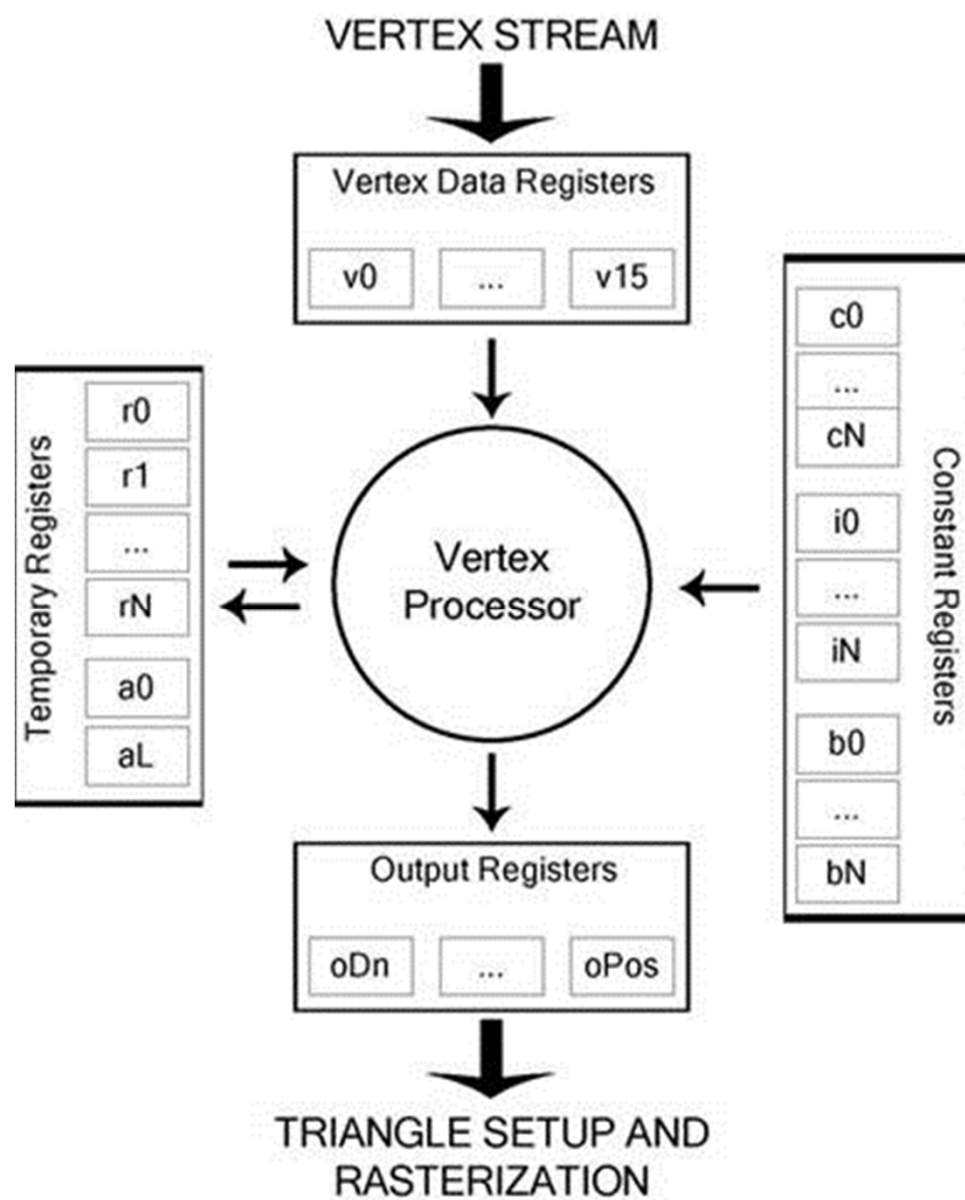 VERTEX STREAM
Vertex Data Registers
v0 ... v15
Temporary Registers
r0
r1
...
rN
a0
aL
Vertex
Processor
Constant Registers
c0
...
cN
i0
...
iN
b0
...
bN
Output Registers
oDn ... oPos
TRIANGLE SETUP AND
RASTERIZATION